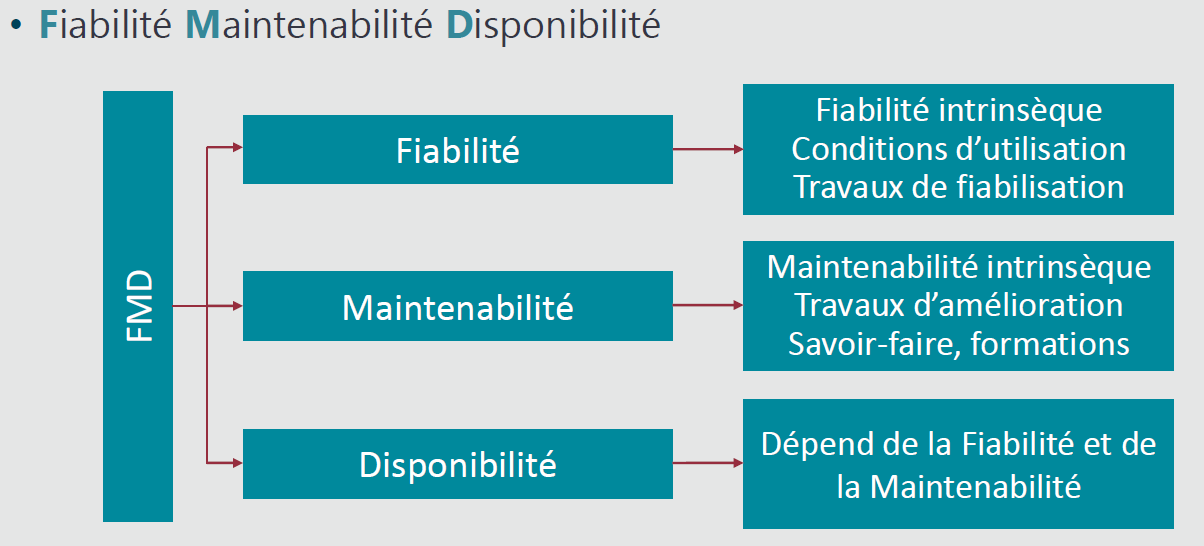 • Fiabilité Maintenabilité Disponibilité
FMD
Fiabilité
Fiabilité intrinsèque
Conditions d’utilisation
Travaux de fiabilisation
Maintenabilité
Maintenabilité intrinsèque
Travaux d’amélioration
Savoir-faire, formations
Disponibilité
Dépend de la Fiabilité et de
la Maintenabilité